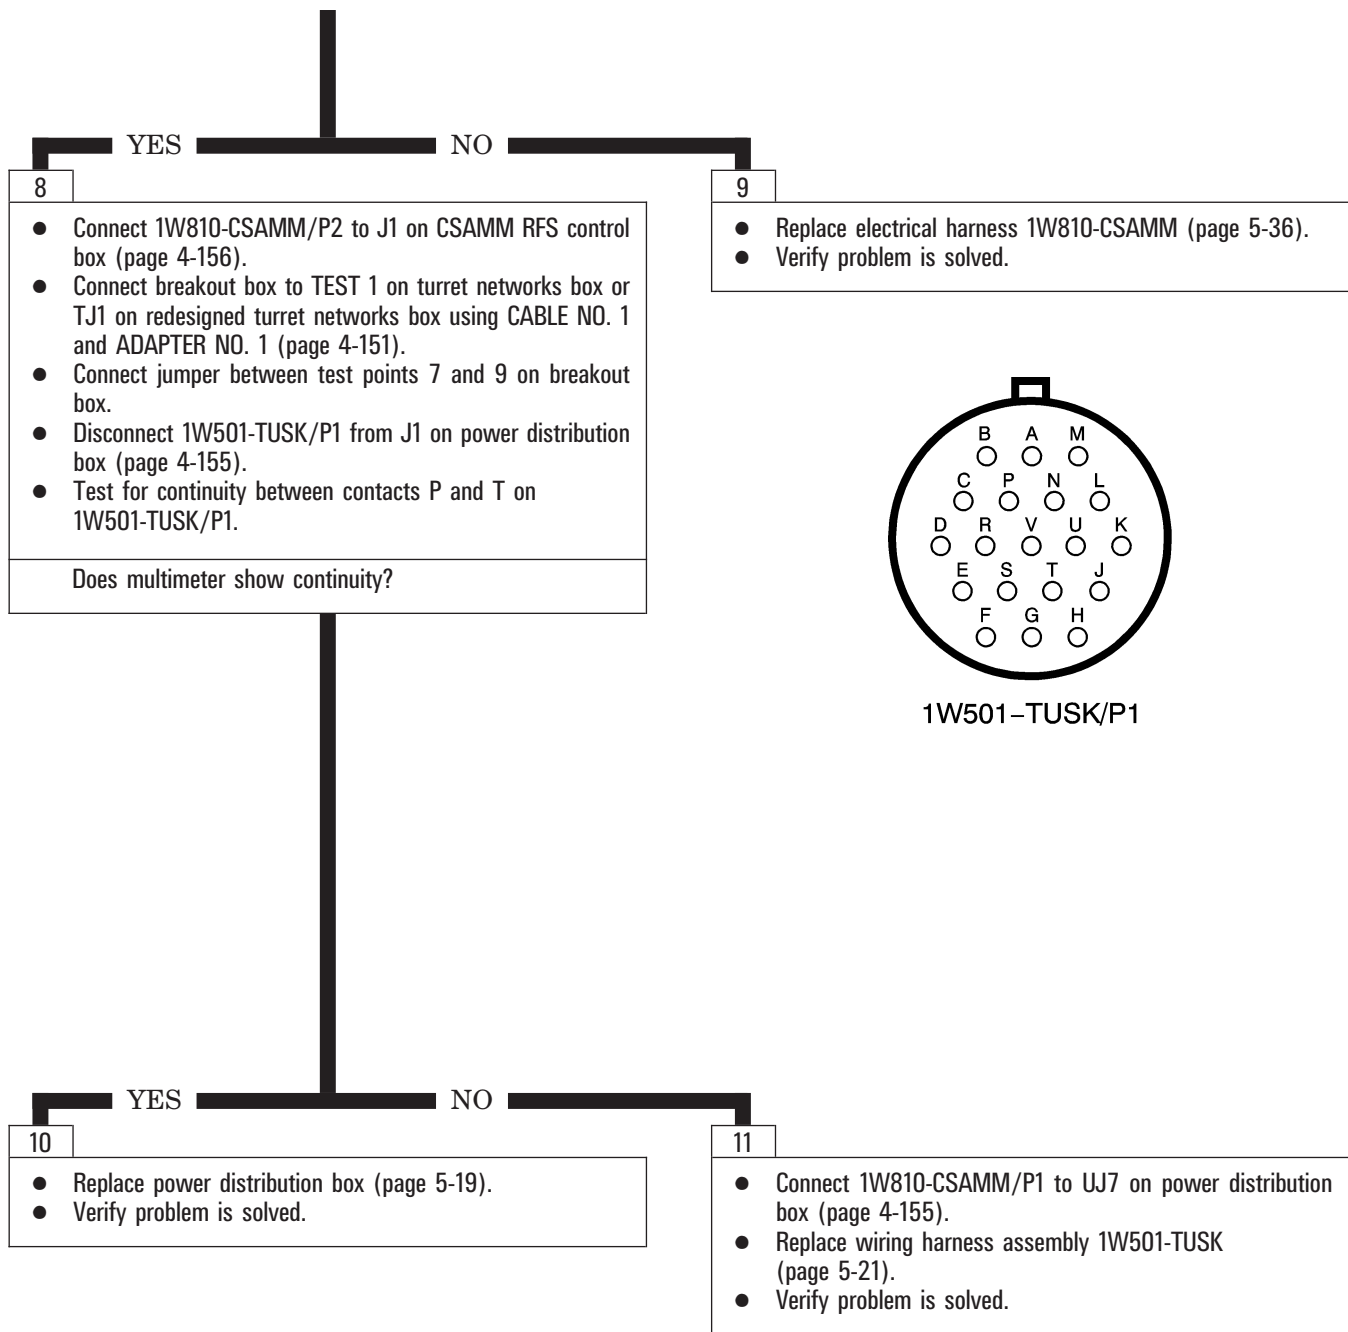 YES
NO
8
● Connect 1W810-CSAMM/P2 to J1 on CSAMM RFS control
box (page 4-156).
● Connect breakout box to TEST 1 on turret networks box or
TJ1 on redesigned turret networks box using CABLE NO. 1
and ADAPTER NO. 1 (page 4-151).
● Connect jumper between test points 7 and 9 on breakout
box.
● Disconnect 1W501-TUSK/P1 from J1 on power distribution
box (page 4-155).
● Test for continuity between contacts P and T on
1W501-TUSK/P1.
Does multimeter show continuity?
9
● Replace electrical harness 1W810-CSAMM (page 5-36).
● Verify problem is solved.
B A M
C P N L
D R V U K
E S T J
F G H
1W501–TUSK/P1
YES
NO
10
● Replace power distribution box (page 5-19).
● Verify problem is solved.
11
● Connect 1W810-CSAMM/P1 to UJ7 on power distribution
box (page 4-155).
● Replace wiring harness assembly 1W501-TUSK
(page 5-21).
● Verify problem is solved.